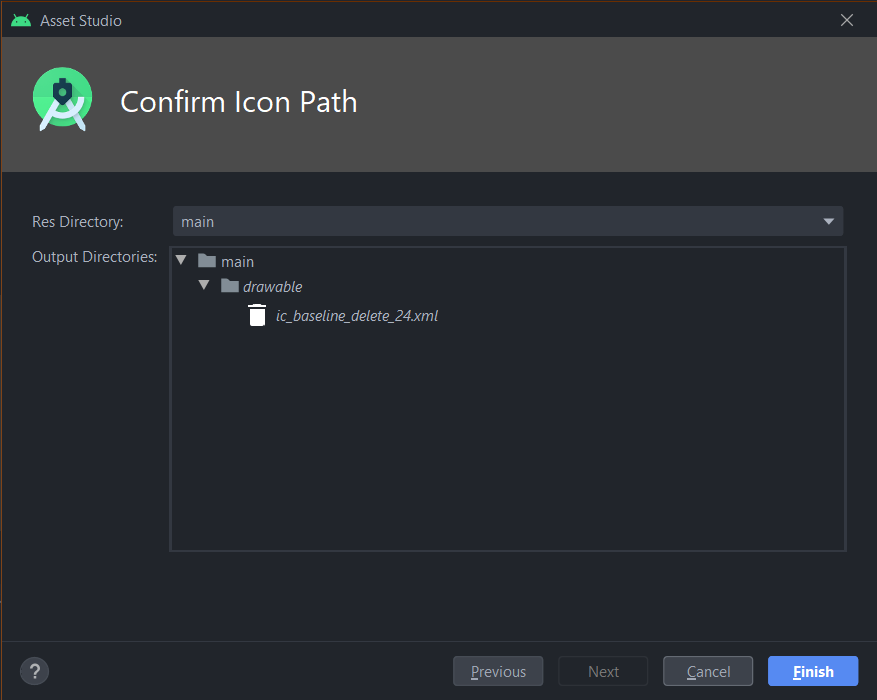 Asset Studio
Confirm Icon Path
Res Directory: main
Output Directories: main
drawable
ic_baseline_delete_24.xml
? Previous Next Cancel Finish